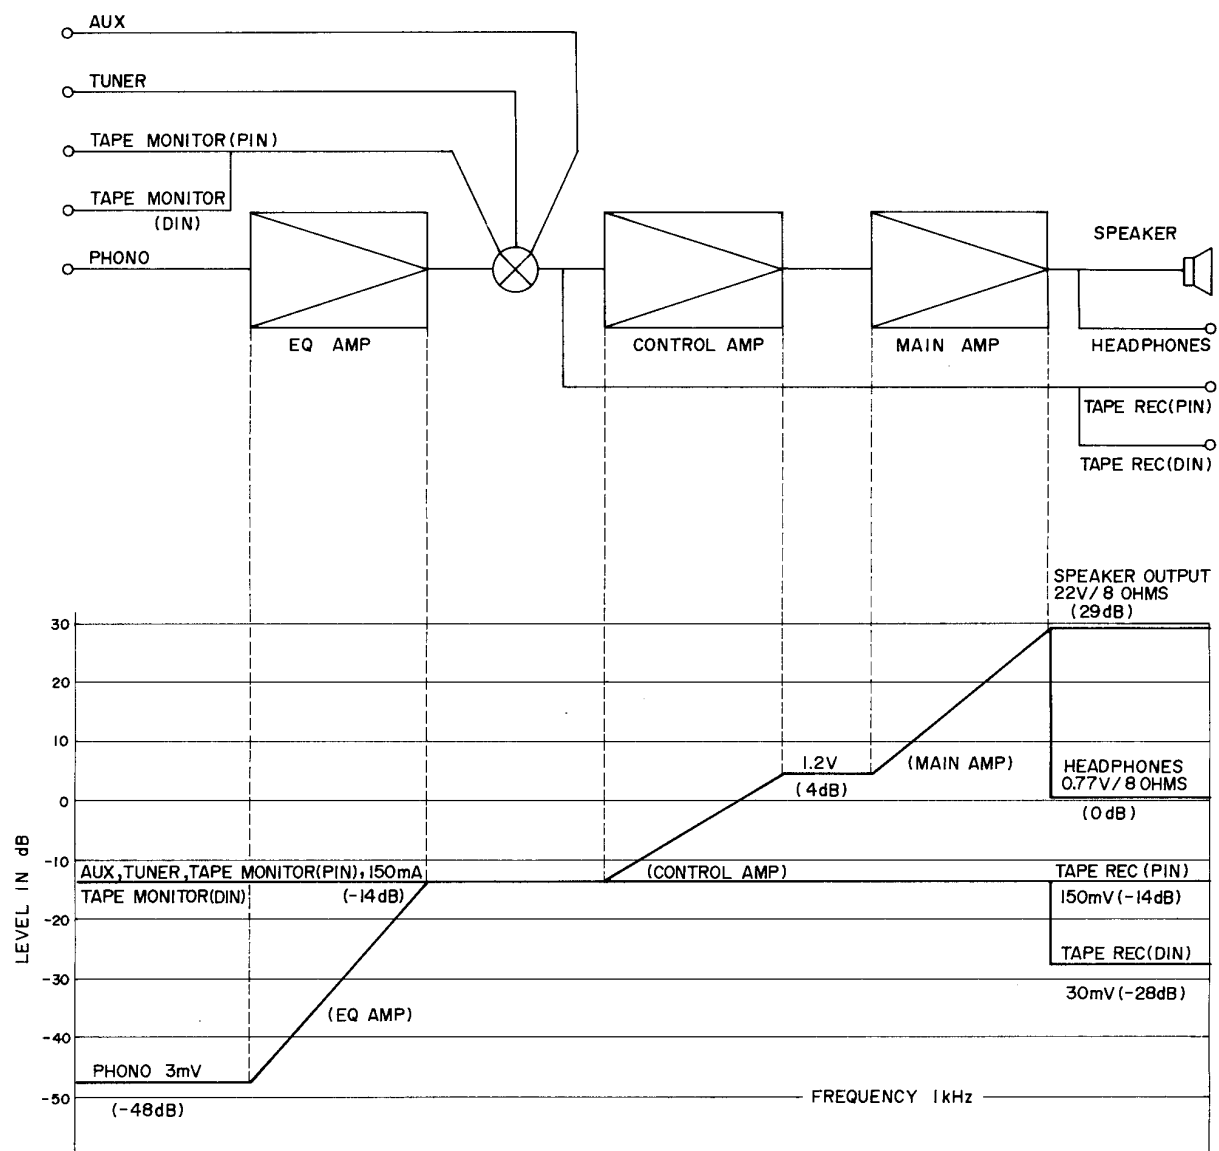 AUX
TUNER
TAPE MONITOR(PIN)
TAPE MONITOR
(DIN)
PHONO
SPEAKER
EQ AMP
CONTROL AMP
MAIN AMP
HEADPHONES
TAPE REC(PIN)
TAPE REC(DIN)
SPEAKER OUTPUT
22V/8 OHMS
(29dB)
30
20
10
0
-10
-20
-30
-40
-50
LEVEL IN dB
1.2V
(4dB)
(MAIN AMP)
HEADPHONES
0.77V/8 OHMS
(0dB)
AUX,TUNER,TAPE MONITOR(PIN),150mA
TAPE MONITOR(DIN)
(-14dB)
(CONTROL AMP)
TAPE REC(PIN)
150mV(-14dB)
TAPE REC(DIN)
30mV(-28dB)
(EQ AMP)
PHONO 3mV
(-48dB)
FREQUENCY 1kHz